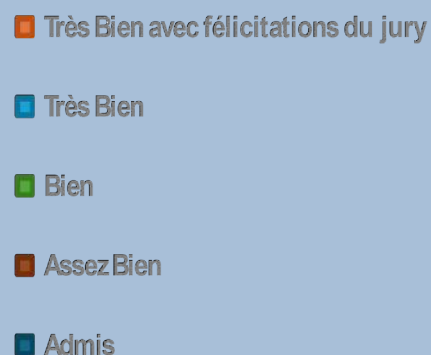 Très Bien avec félicitations du jury
Très Bien
Bien
Assez Bien
Admis